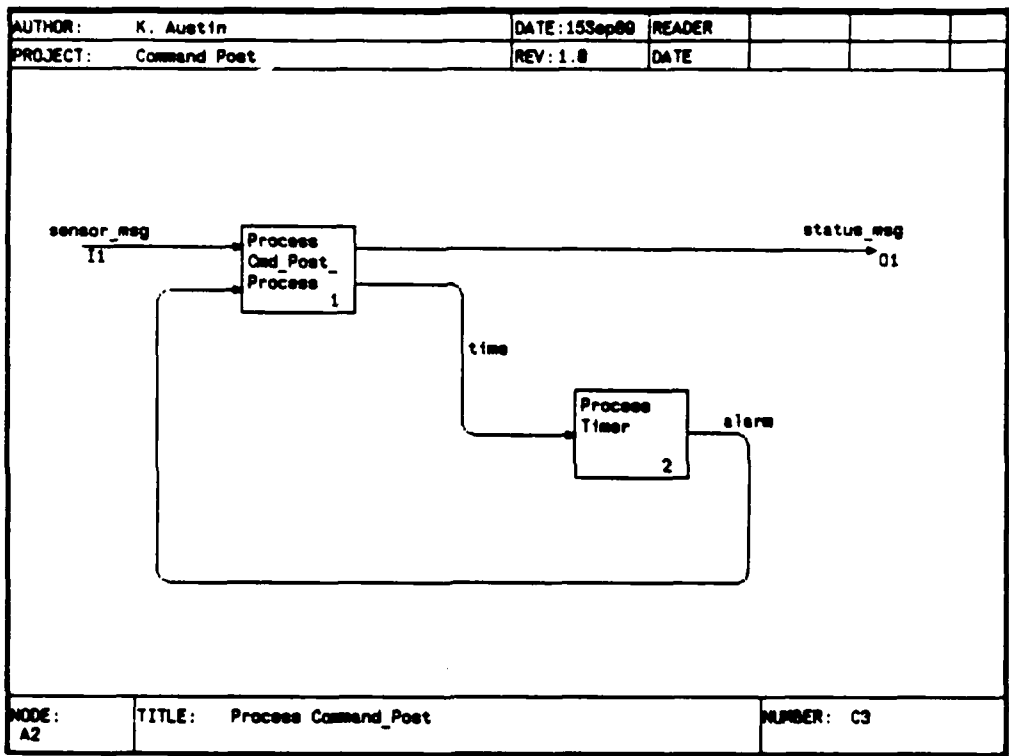 AUTHOR: K. Austin DATE:15Sep89 READER
PROJECT: Command Post REV:1.0 DATE
sensor_msg
I1
Process
Cmd_Post_
Process
1
status_msg
O1
time
Process
Timer
2
alarm
NODE: TITLE: Process Command_Post NUMBER: C3
A2